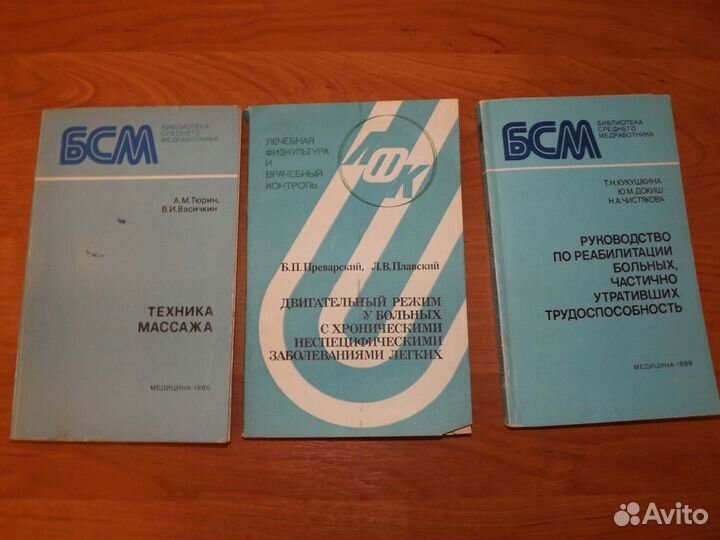 БСМ
БИБЛИОТЕКА
СРЕДНЕГО
МЕДРАБОТНИКА
А.М.Тюрин,
В.И.Васичкин
ТЕХНИКА
МАССАЖА
МЕДИЦИНА·1986
ЛЕЧЕБНАЯ
ФИЗКУЛЬТУРА И
ВРАЧЕБНЫЙ
КОНТРОЛЬ
ЛФК
Б.П.Преварский, Л.В.Плавский
ДВИГАТЕЛЬНЫЙ РЕЖИМ
У БОЛЬНЫХ
С ХРОНИЧЕСКИМИ
НЕСПЕЦИФИЧЕСКИМИ
ЗАБОЛЕВАНИЯМИ ЛЕГКИХ
БСМ
БИБЛИОТЕКА
СРЕДНЕГО
МЕДРАБОТНИКА
Т.Н.КУКУШКИНА
Ю.М.ДОКИШ
Н.А.ЧИСТЯКОВА
РУКОВОДСТВО
ПО РЕАБИЛИТАЦИИ
БОЛЬНЫХ,
ЧАСТИЧНО
УТРАТИВШИХ
ТРУДОСПОСОБНОСТЬ
МЕДИЦИНА·1989
Avito